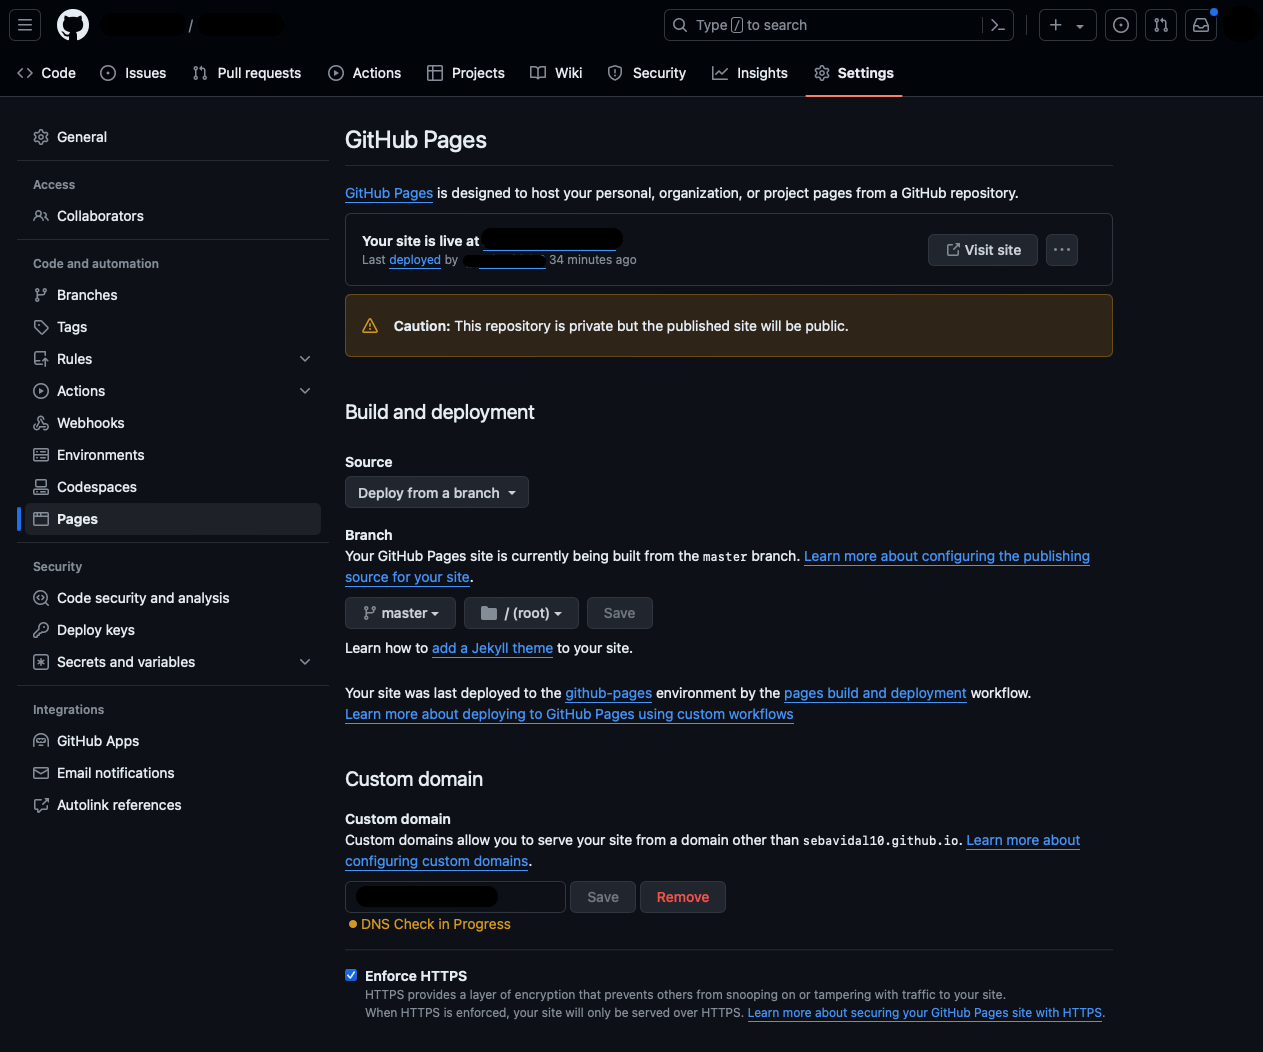 /
Type / to search
Code Issues Pull requests Actions Projects Wiki Security Insights Settings
General
Access
Collaborators
Code and automation
Branches
Tags
Rules
Actions
Webhooks
Environments
Codespaces
Pages
Security
Code security and analysis
Deploy keys
Secrets and variables
Integrations
GitHub Apps
Email notifications
Autolink references
GitHub Pages
GitHub Pages is designed to host your personal, organization, or project pages from a GitHub repository.
Your site is live at
Last deployed by 34 minutes ago
Visit site
Caution: This repository is private but the published site will be public.
Build and deployment
Source
Deploy from a branch
Branch
Your GitHub Pages site is currently being built from the master branch. Learn more about configuring the publishing
source for your site.
master / (root) Save
Learn how to add a Jekyll theme to your site.
Your site was last deployed to the github-pages environment by the pages build and deployment workflow.
Learn more about deploying to GitHub Pages using custom workflows
Custom domain
Custom domain
Custom domains allow you to serve your site from a domain other than sebavidal10.github.io. Learn more about
configuring custom domains.
Save Remove
DNS Check in Progress
Enforce HTTPS
HTTPS provides a layer of encryption that prevents others from snooping on or tampering with traffic to your site.
When HTTPS is enforced, your site will only be served over HTTPS. Learn more about securing your GitHub Pages site with HTTPS.